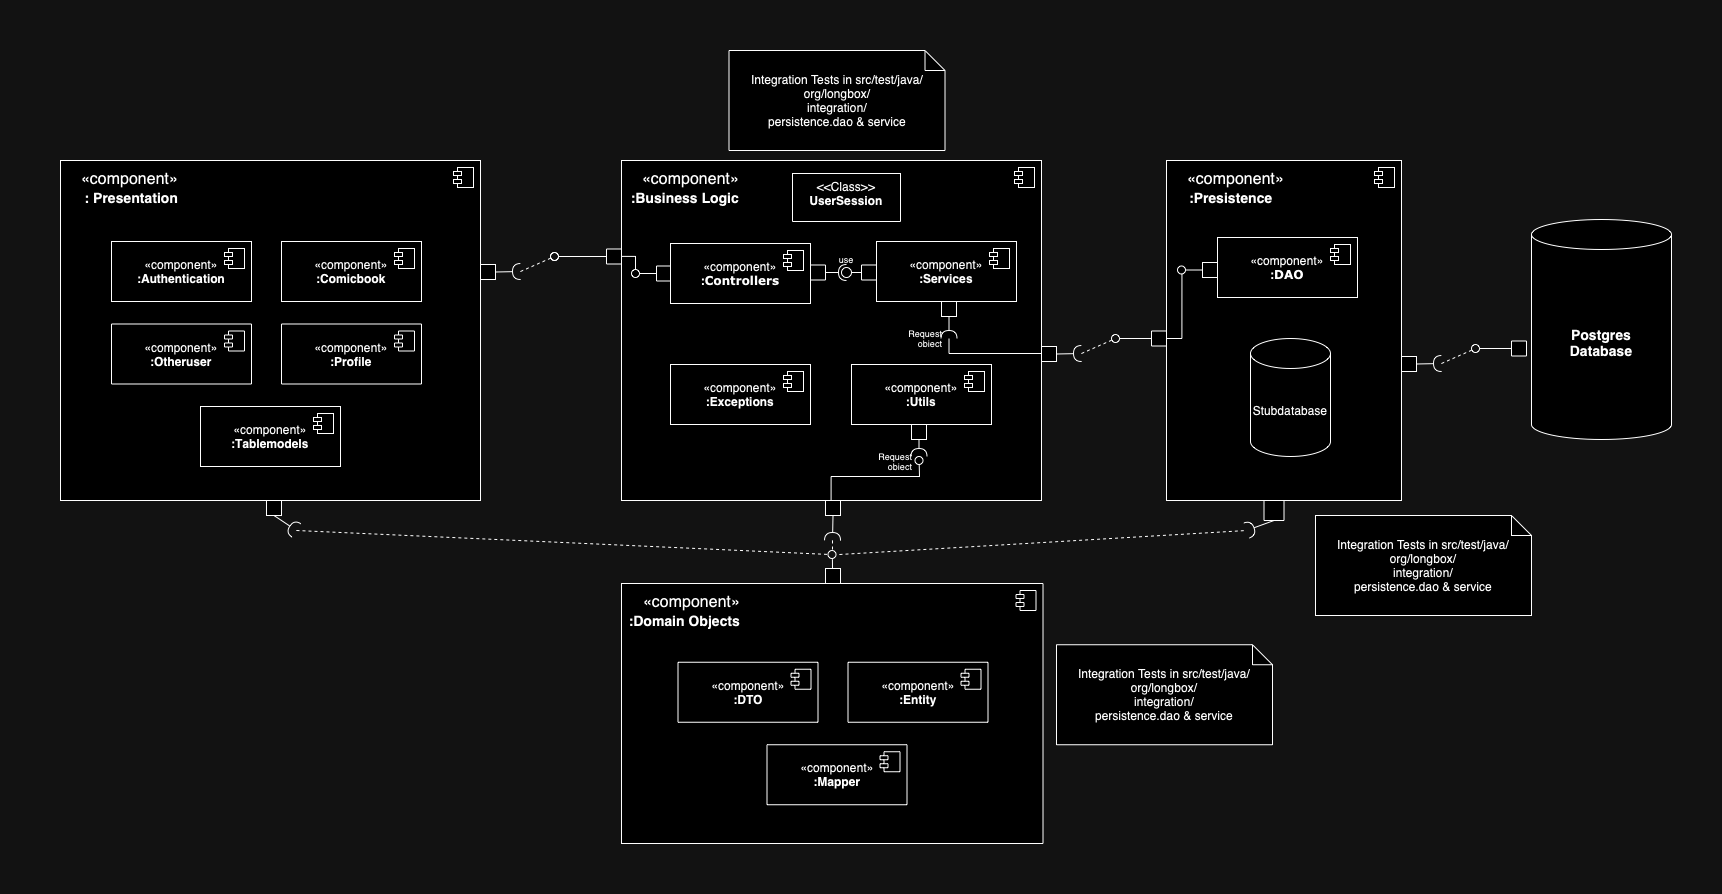 Integration Tests in src/test/java/
org/longbox/
integration/
persistence.dao & service
«component»
: Presentation
«component»
:Authentication
«component»
:Comicbook
«component»
:Otheruser
«component»
:Profile
«component»
:Tablemodels
«component»
:Business Logic
<<Class>>
UserSession
«component»
:Controllers
use
«component»
:Services
Request
object
«component»
:Exceptions
«component»
:Utils
Request
obiect
«component»
:Presistence
«component»
:DAO
Stubdatabase
Postgres
Database
Integration Tests in src/test/java/
org/longbox/
integration/
persistence.dao & service
«component»
:Domain Objects
«component»
:DTO
«component»
:Entity
«component»
:Mapper
Integration Tests in src/test/java/
org/longbox/
integration/
persistence.dao & service